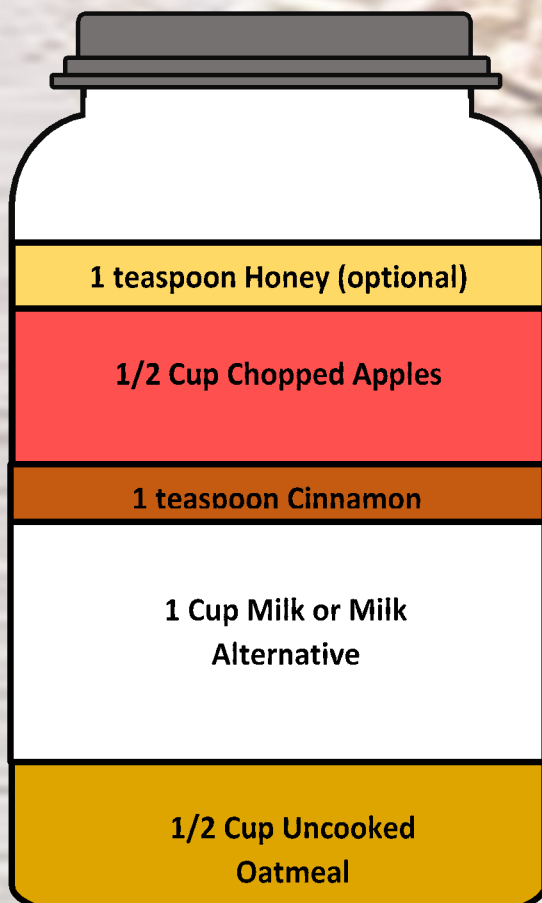 1 teaspoon Honey (optional)
1/2 Cup Chopped Apples
1 teaspoon Cinnamon
1 Cup Milk or Milk
Alternative
1/2 Cup Uncooked
Oatmeal